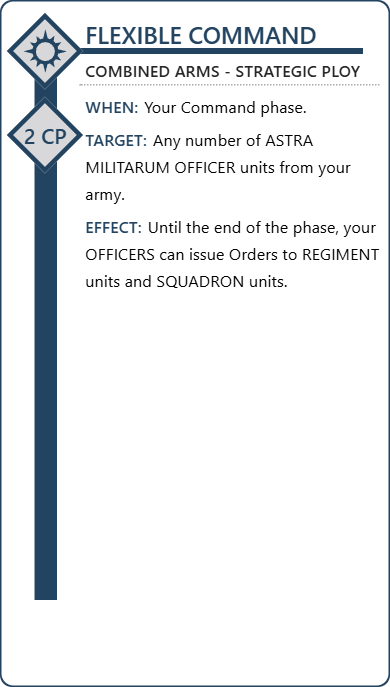 FLEXIBLE COMMAND
COMBINED ARMS - STRATEGIC PLOY
2 CP
WHEN: Your Command phase.
TARGET: Any number of ASTRA
MILITARUM OFFICER units from your
army.
EFFECT: Until the end of the phase, your
OFFICERS can issue Orders to REGIMENT
units and SQUADRON units.